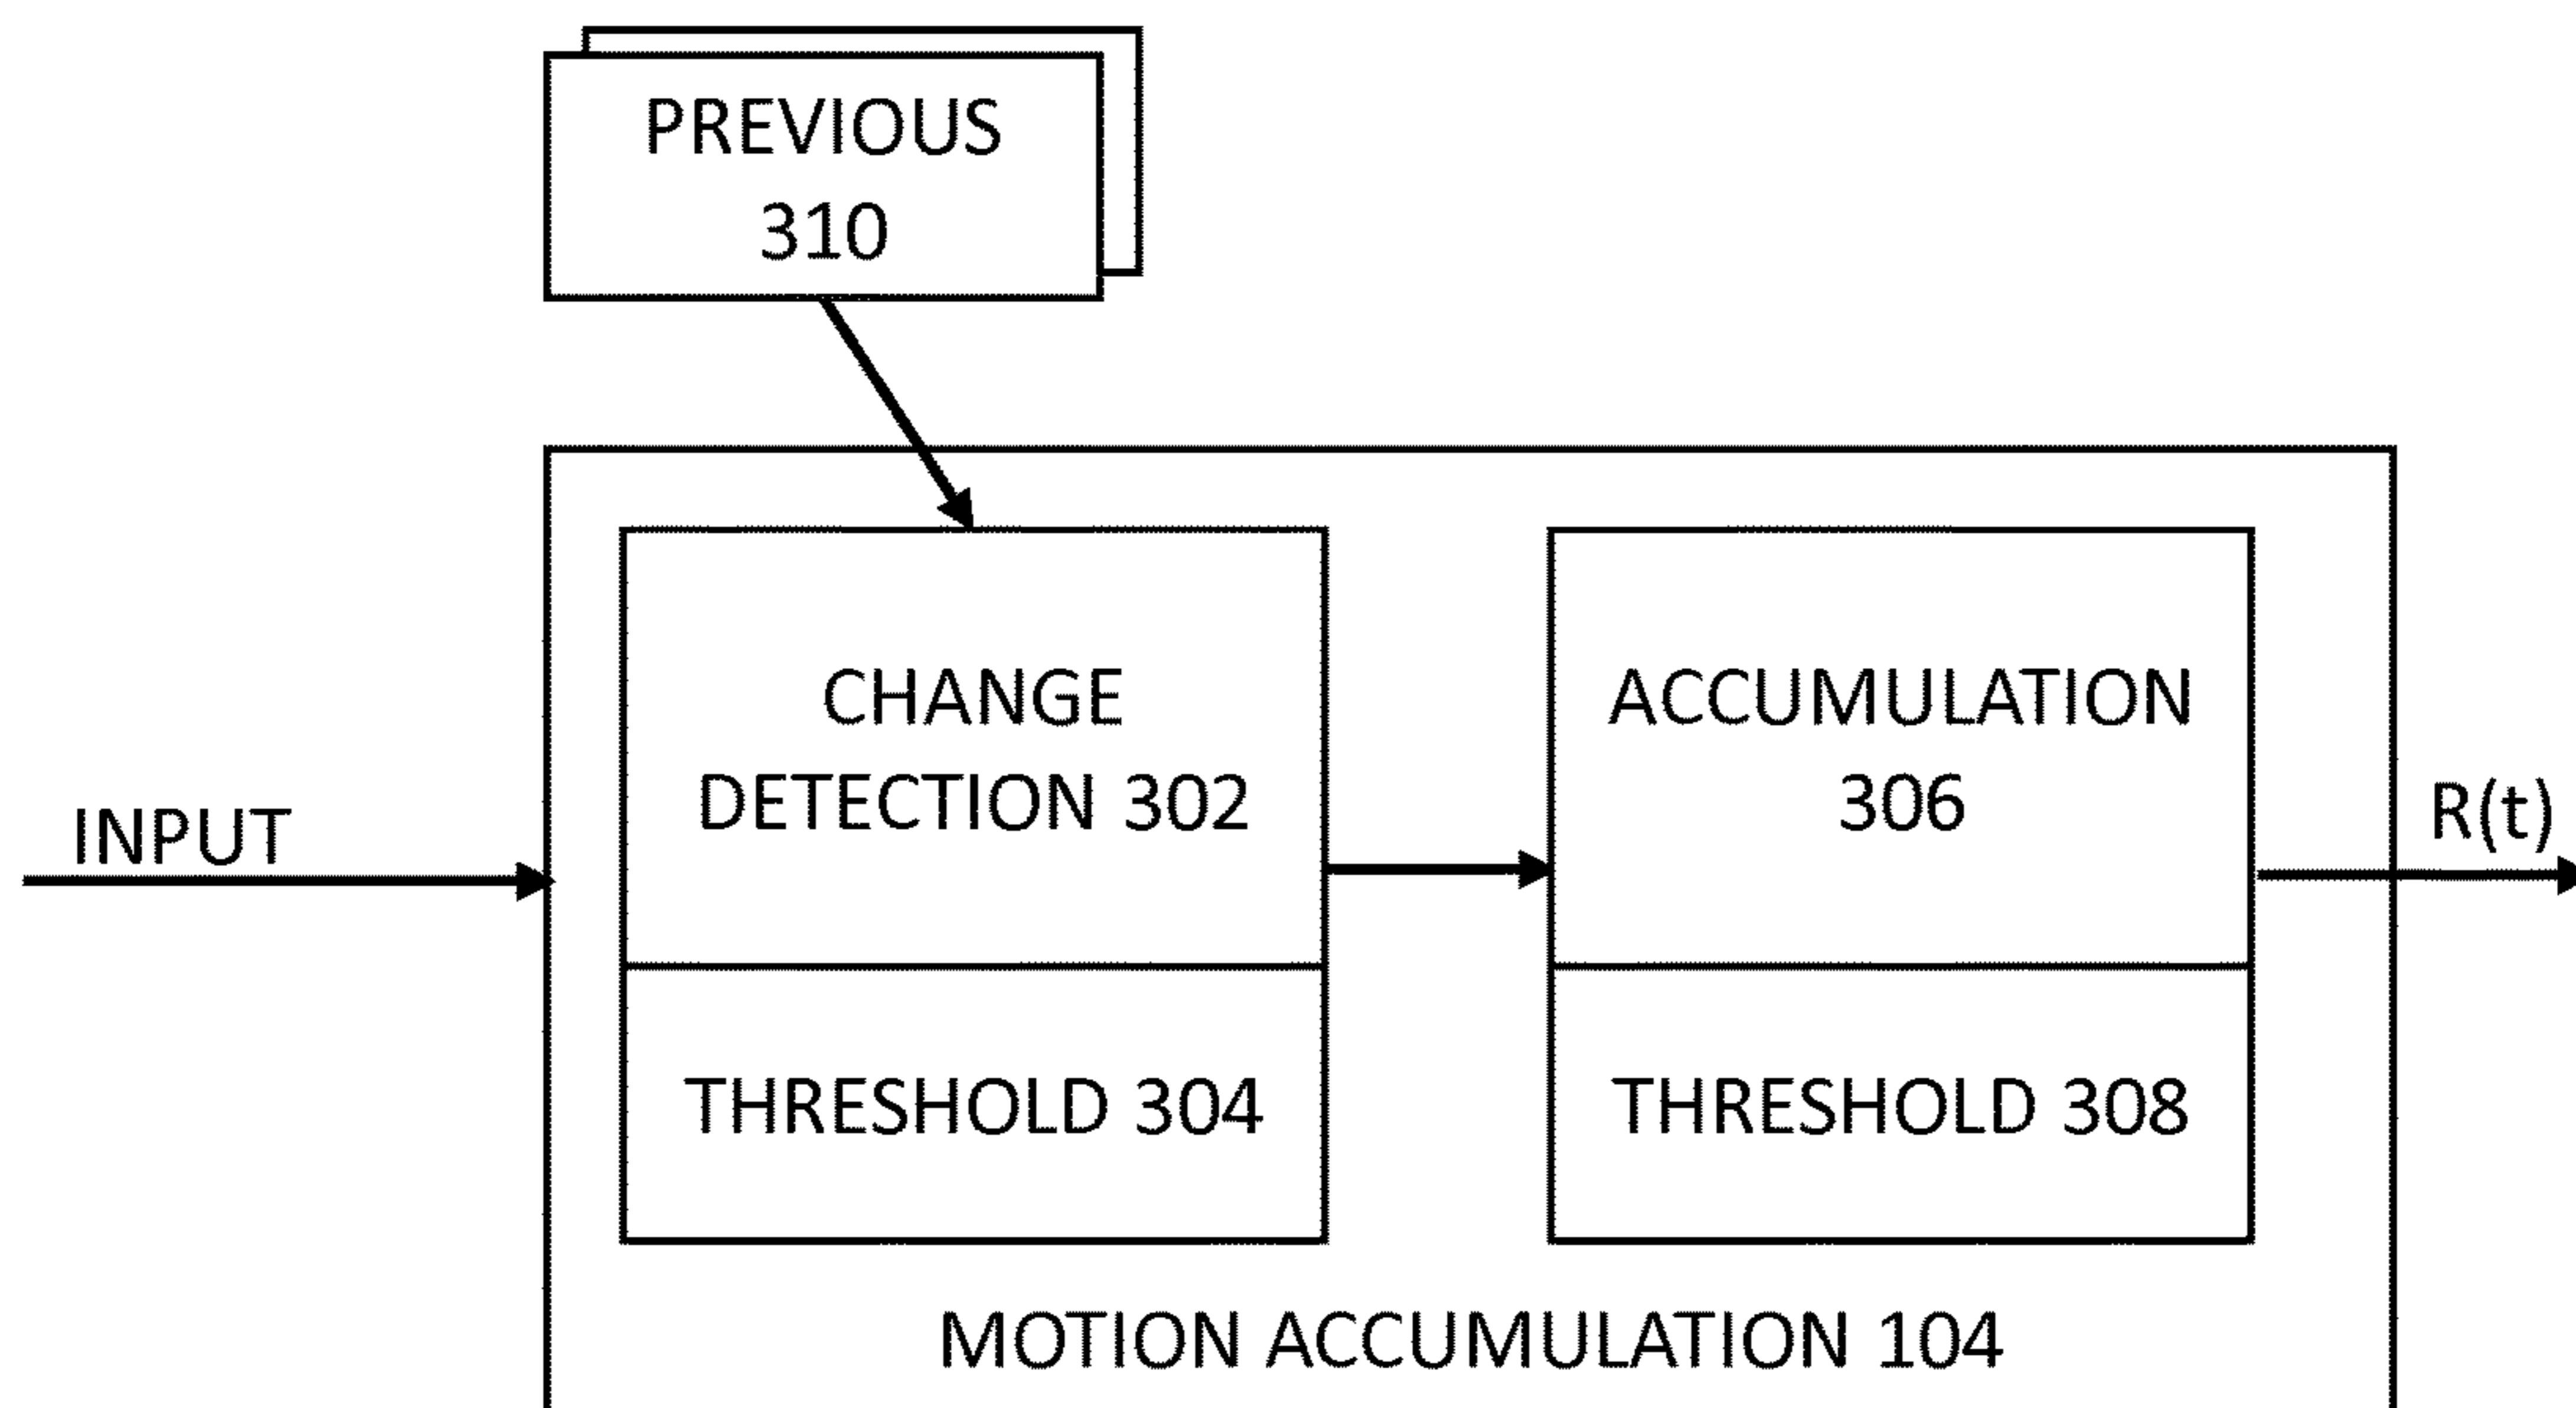 PREVIOUS
310
CHANGE
DETECTION 302
THRESHOLD 304
ACCUMULATION
306
THRESHOLD 308
INPUT
R(t)
MOTION ACCUMULATION 104